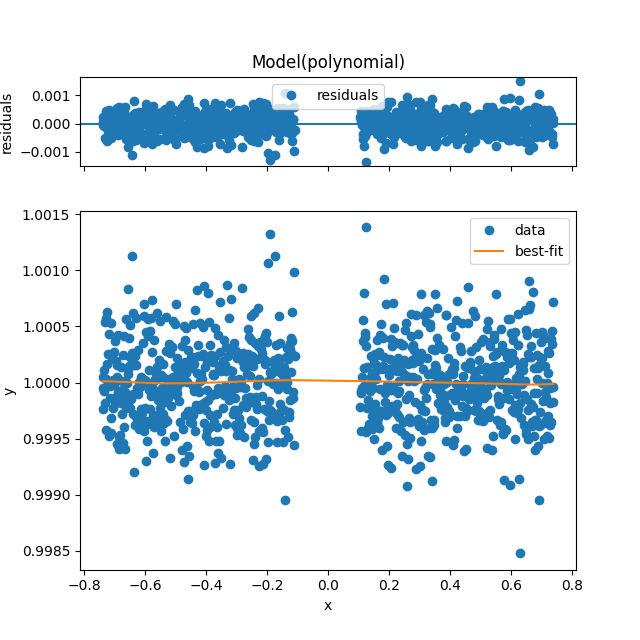 Model(polynomial)
residuals
0.001
0.000
−0.001
residuals
1.0015
1.0010
1.0005
1.0000
0.9995
0.9990
0.9985
y
data
best-fit
−0.8 −0.6 −0.4 −0.2 0.0 0.2 0.4 0.6 0.8
x